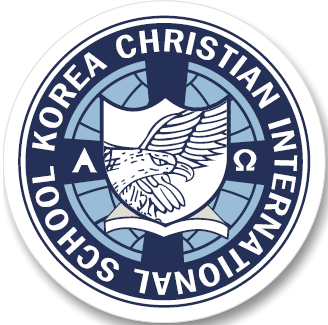 KOREA CHRISTIAN INTERNATIONAL SCHOOL
Λ Ω